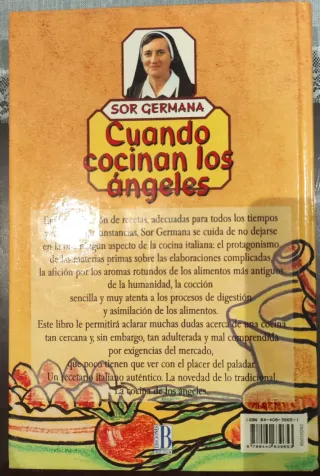 SOR GERMANA
Cuando
cocinan los
ángeles
de recetas, adecuadas para todos los tiempos
y circunstancias, Sor Germana se cuida de no dejarse
en la ningún aspecto de la cocina italiana: el protagonismo
de las materias primas sobre las elaboraciones complicadas,
la afición por los aromas rotundos de los alimentos más antiguos
de la humanidad, la cocción
sencilla y muy atenta a los procesos de digestión
y asimilación de los alimentos.
Este libro le permitirá aclarar muchas dudas acerca de una cocina
tan cercana y, sin embargo, tan adulterada y mal comprendida
por exigencias del mercado,
que poco tienen que ver con el placer del paladar.
Un recetario italiano auténtico. La novedad de lo tradicional.
La cocina de los ángeles.
B